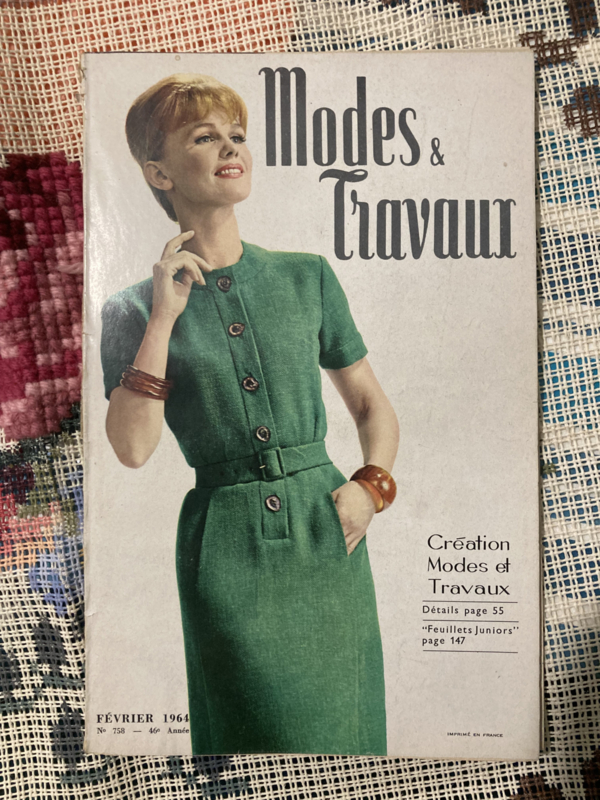 Modes &
Travaux
Création
Modes et
Travaux
Détails page 55
"Feuillets Juniors"
page 147
FÉVRIER 1964
Nº 758 — 46e Année
IMPRIMÉ EN FRANCE